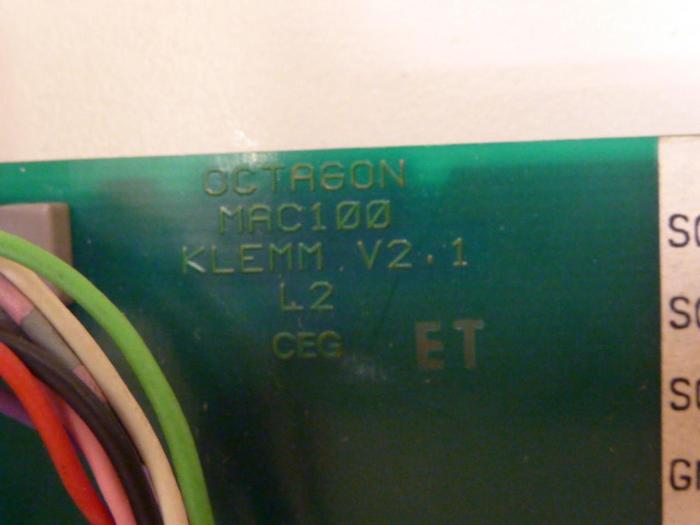 OCTAGON
MAC100
KLEMM V2.1
L2
CEG ET